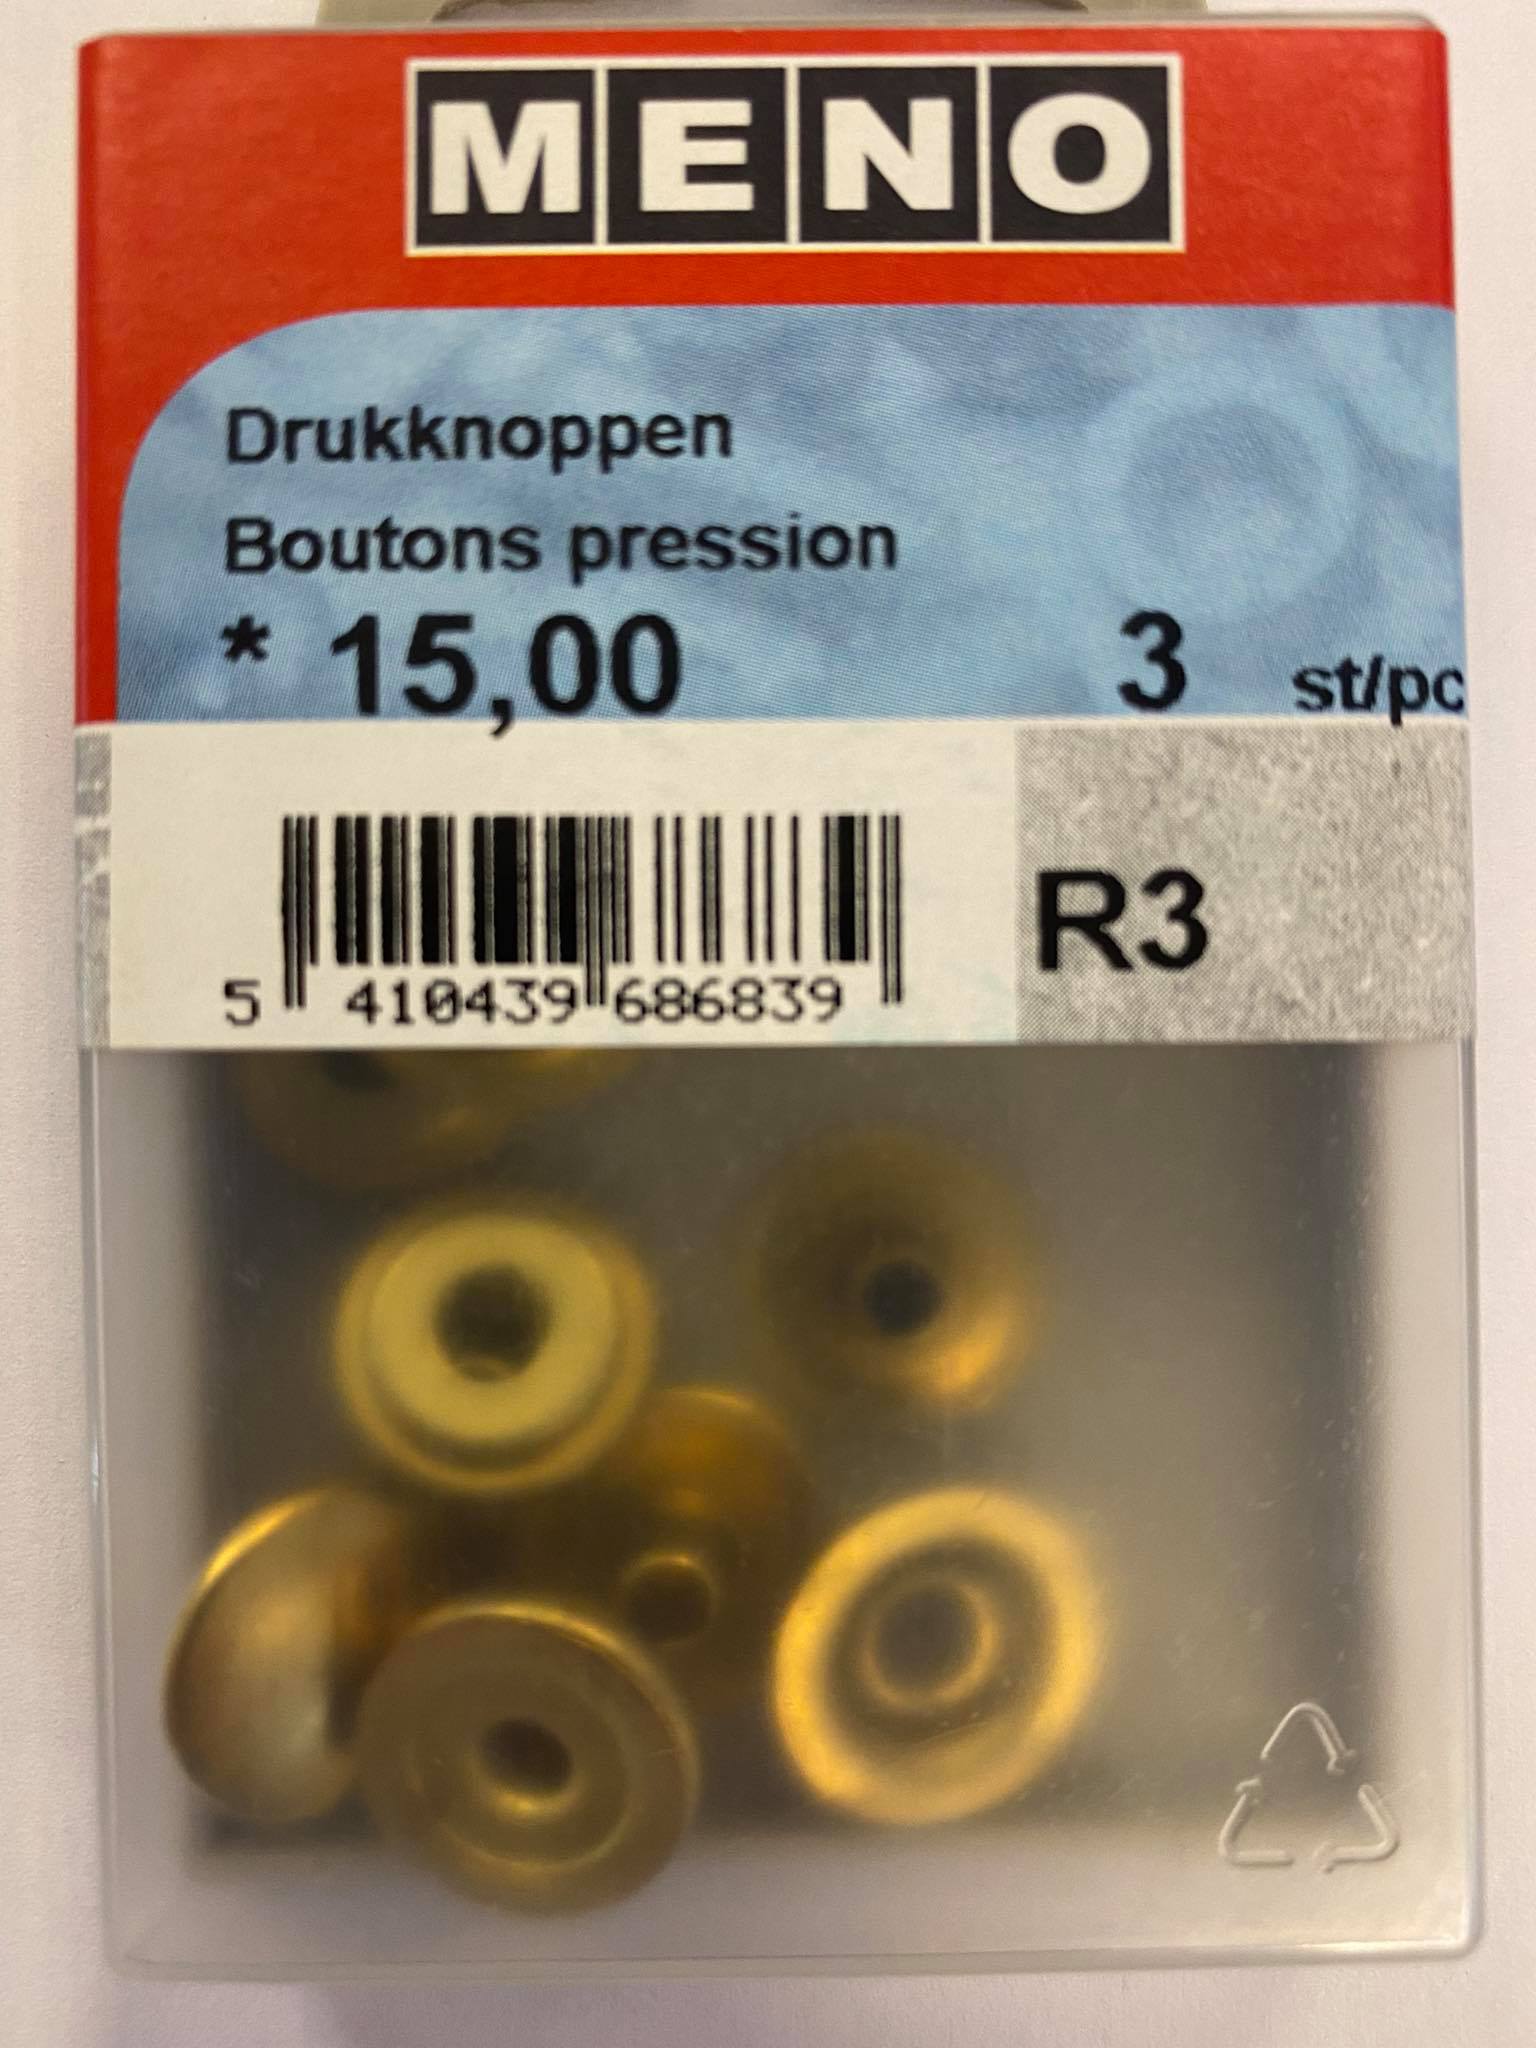 MENO
Drukknoppen
Boutons pression
* 15,00 3 st/pc
R3
5 410439 686839